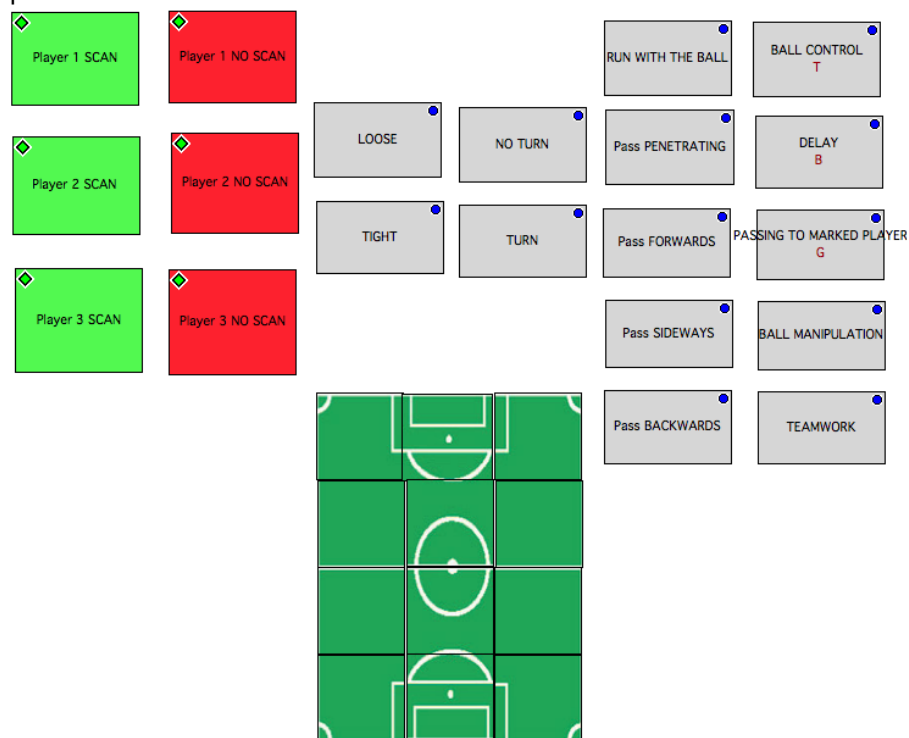 Player 1 SCAN
Player 1 NO SCAN
RUN WITH THE BALL
BALL CONTROL
T
LOOSE
NO TURN
Pass PENETRATING
DELAY
B
Player 2 SCAN
Player 2 NO SCAN
TIGHT
TURN
Pass FORWARDS
PASSING TO MARKED PLAYER
G
Player 3 SCAN
Player 3 NO SCAN
Pass SIDEWAYS
BALL MANIPULATION
Pass BACKWARDS
TEAMWORK